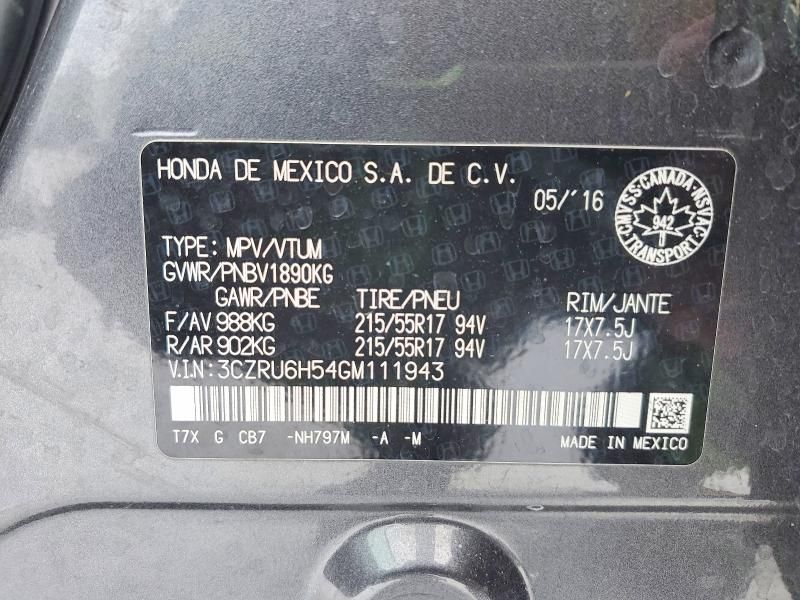 HONDA DE MEXICO S.A. DE C.V.
05/'16
CMVSS·CANADA·NSVAC
942
TRANSPORT
TYPE: MPV/VTUM
GVWR/PNBV1890KG
GAWR/PNBE TIRE/PNEU RIM/JANTE
F/AV 988KG 215/55R17 94V 17X7.5J
R/AR 902KG 215/55R17 94V 17X7.5J
V.I.N:3CZRU6H54GM111943
T7X G CB7 -NH797M -A -M
MADE IN MEXICO